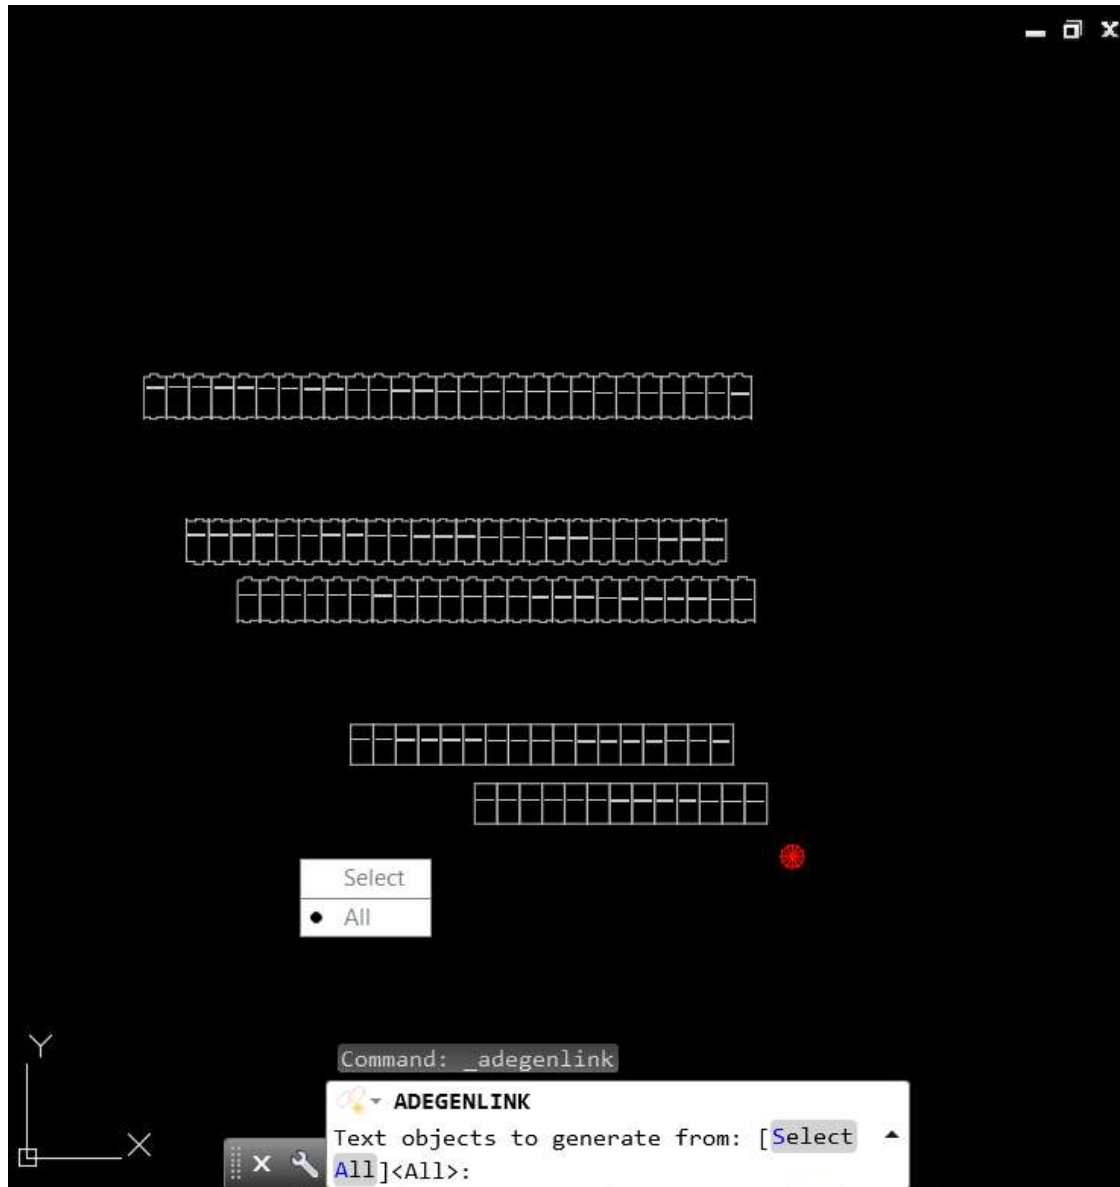 Select
All
Y
X
Command: _adegenlink
ADEGENLINK
Text objects to generate from: [Select
All]<All>: